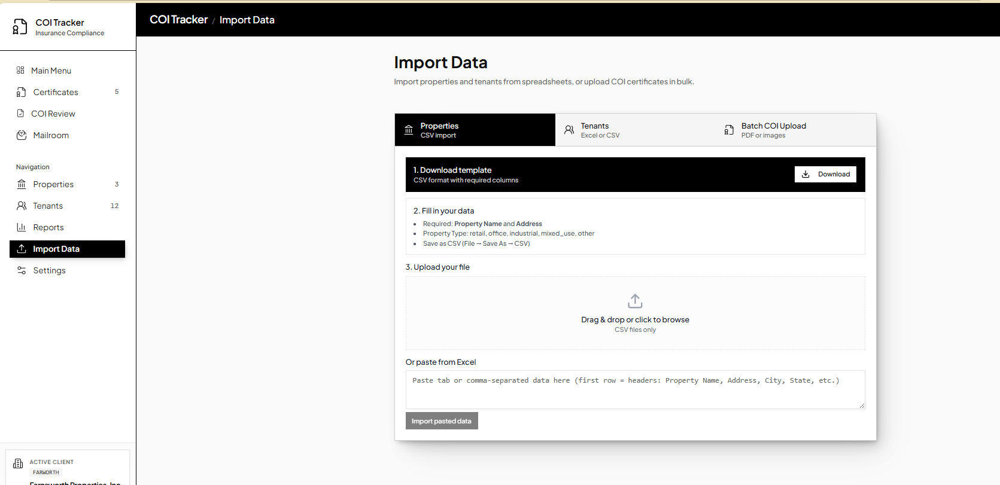 COI Tracker
Insurance Compliance
COI Tracker / Import Data
Main Menu
Certificates 5
COI Review
Mailroom
Navigation
Properties 3
Tenants 12
Reports
Import Data
Settings
ACTIVE CLIENT
FARWORTH
Farnsworth Properties, Inc
Import Data
Import properties and tenants from spreadsheets, or upload COI certificates in bulk.
Properties
CSV import
Tenants
Excel or CSV
Batch COI Upload
PDF or images
1. Download template
CSV format with required columns
Download
2. Fill in your data
Required: Property Name and Address
Property Type: retail, office, industrial, mixed_use, other
Save as CSV (File → Save As → CSV)
3. Upload your file
Drag & drop or click to browse
CSV files only
Or paste from Excel
Paste tab or comma-separated data here (first row = headers: Property Name, Address, City, State, etc.)
Import pasted data